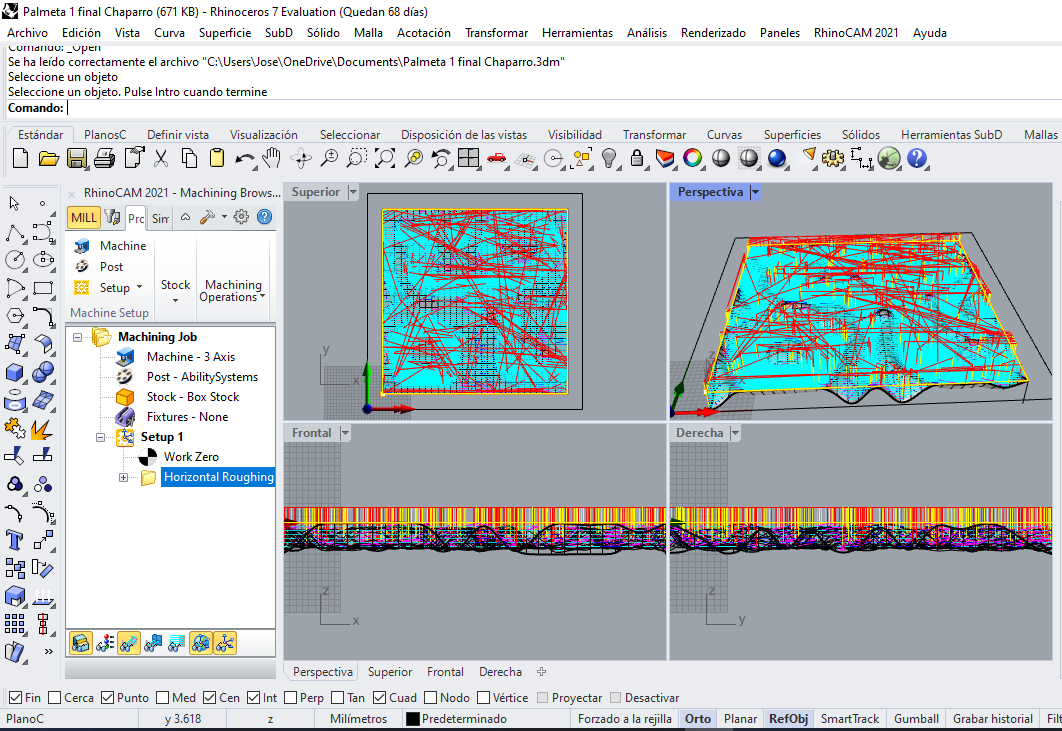 Palmeta 1 final Chaparro (671 KB) - Rhinoceros 7 Evaluation (Quedan 68 días)
Archivo Edición Vista Curva Superficie SubD Sólido Malla Acotación Transformar Herramientas Análisis Renderizado Paneles RhinoCAM 2021 Ayuda
Comando: _Open
Se ha leído correctamente el archivo "C:\Users\Jose\OneDrive\Documents\Palmeta 1 final Chaparro.3dm"
Seleccione un objeto
Seleccione un objeto. Pulse Intro cuando termine
Comando:
Estándar PlanosC Definir vista Visualización Seleccionar Disposición de las vistas Visibilidad Transformar Curvas Superficies Sólidos Herramientas SubD Mallas
RhinoCAM 2021 - Machining Brows...
MILL Prc Sim
Machine
Post
Setup
Machine Setup
Stock
Machining
Operations
Machining Job
Machine - 3 Axis
Post - AbilitySystems
Stock - Box Stock
Fixtures - None
Setup 1
Work Zero
Horizontal Roughing
Superior
y
x
Perspectiva
z
Frontal
z
x
Derecha
z
y
Perspectiva Superior Frontal Derecha
Fin Cerca Punto Med Cen Int Perp Tan Cuad Nodo Vértice Proyectar Desactivar
PlanoC y 3.618 z Milímetros Predeterminado Forzado a la rejilla Orto Planar RefObj SmartTrack Gumball Grabar historial Filt